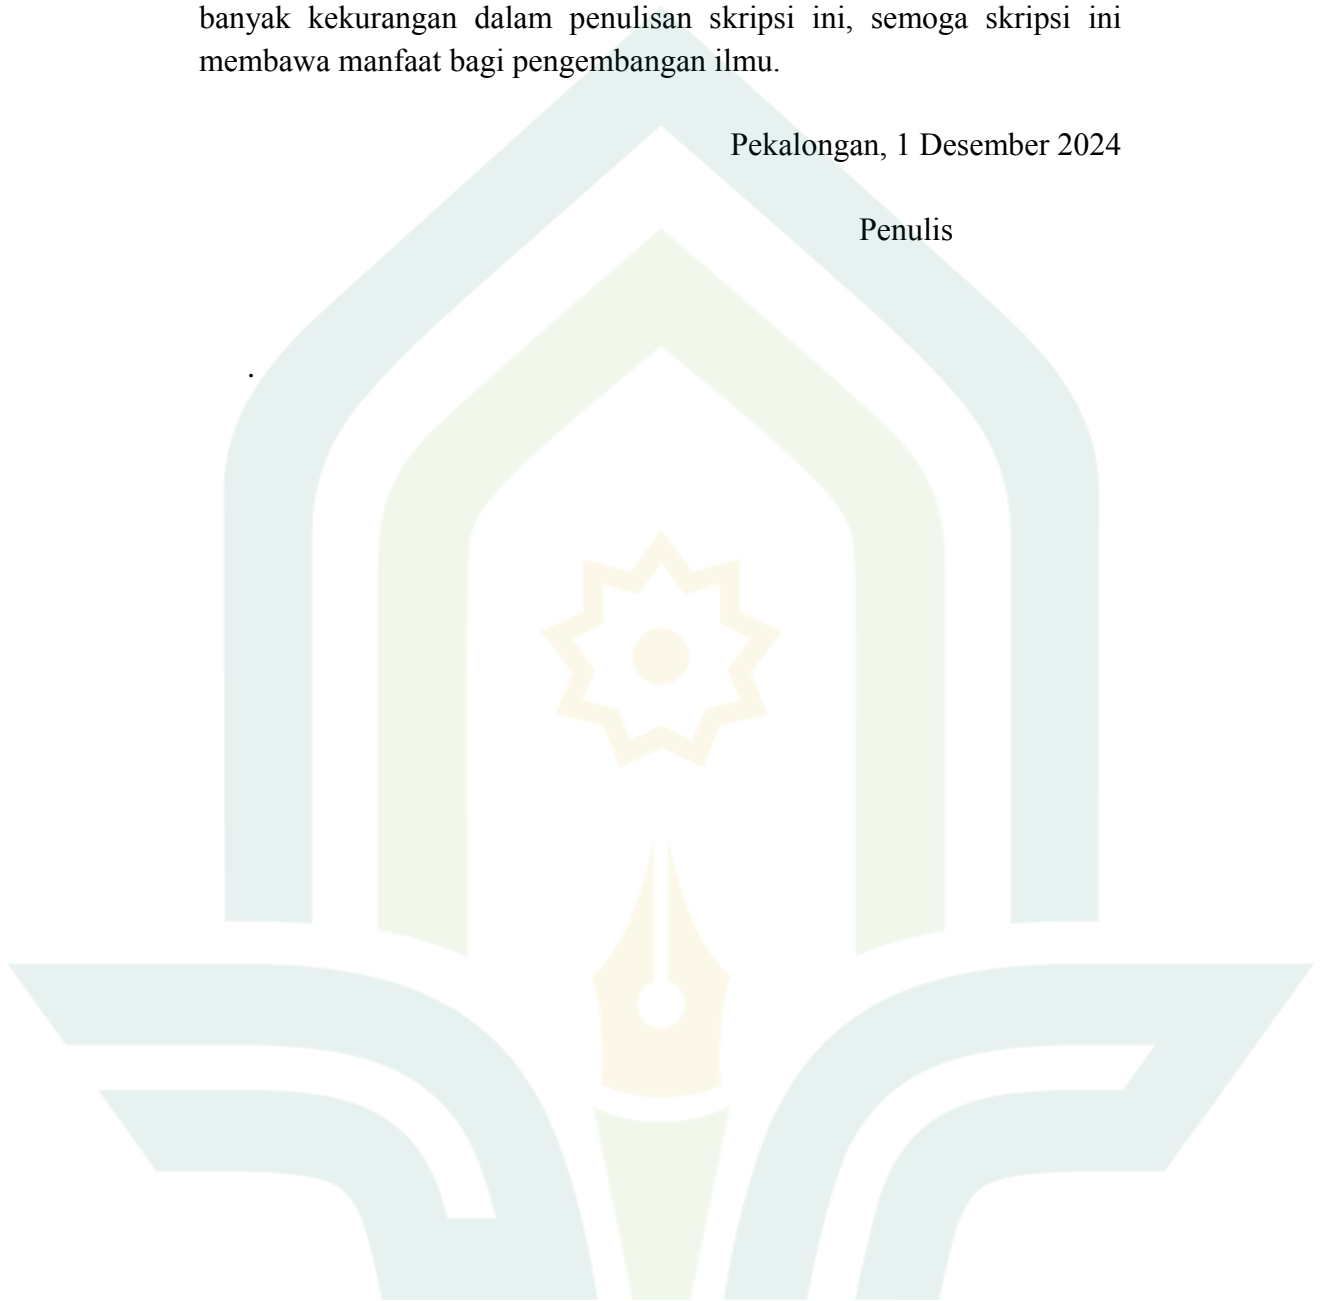 banyak kekurangan dalam penulisan skripsi ini, semoga skripsi ini
membawa manfaat bagi pengembangan ilmu.
Pekalongan, 1 Desember 2024
Penulis
.